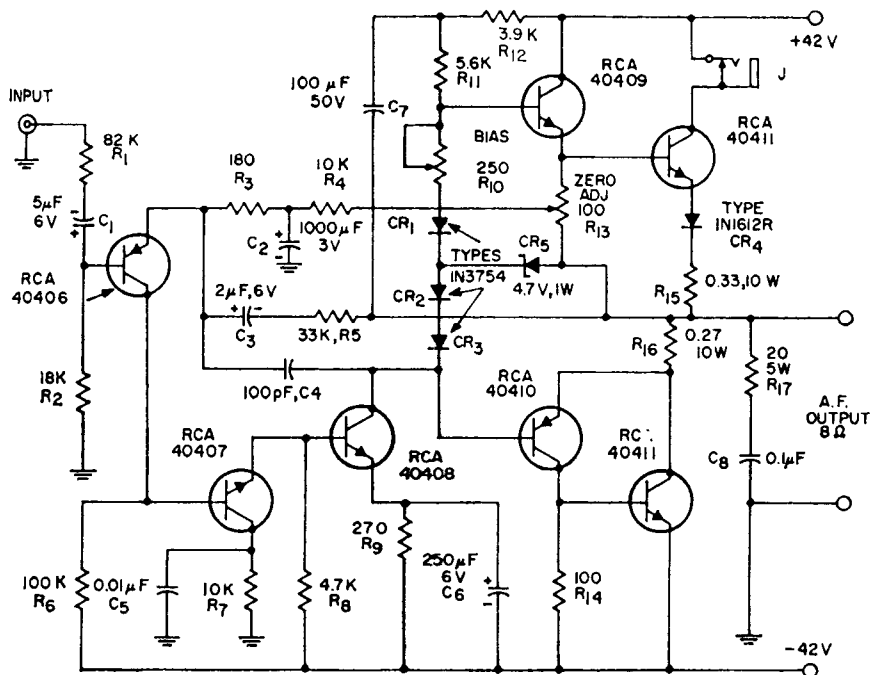 3.9K
R12
+42V
5.6K
R11
RCA
40409
J
100 µF
50V
C7
INPUT
BIAS
RCA
40411
82 K
R1
250
R10
180
R3
10 K
R4
ZERO
ADJ
100
R13
5µF
6V
C1
1000µF
3V
C2
CR1
TYPE
1N1612R
CR4
RCA
40406
TYPES
1N3754
CR5
4.7V,1W
2µF,6V
C3
CR2
0.33,10 W
R15
33K,R5
CR3
0.27
10W
R16
20
5W
R17
18K
R2
100pF,C4
RCA
40410
A.F.
OUTPUT
8Ω
RCA
40407
RCA
40408
40411
C8
0.1µF
270
R9
100 K
R6
0.01µF
C5
10K
R7
4.7K
R8
250µF
6V
C6
100
R14
-42V